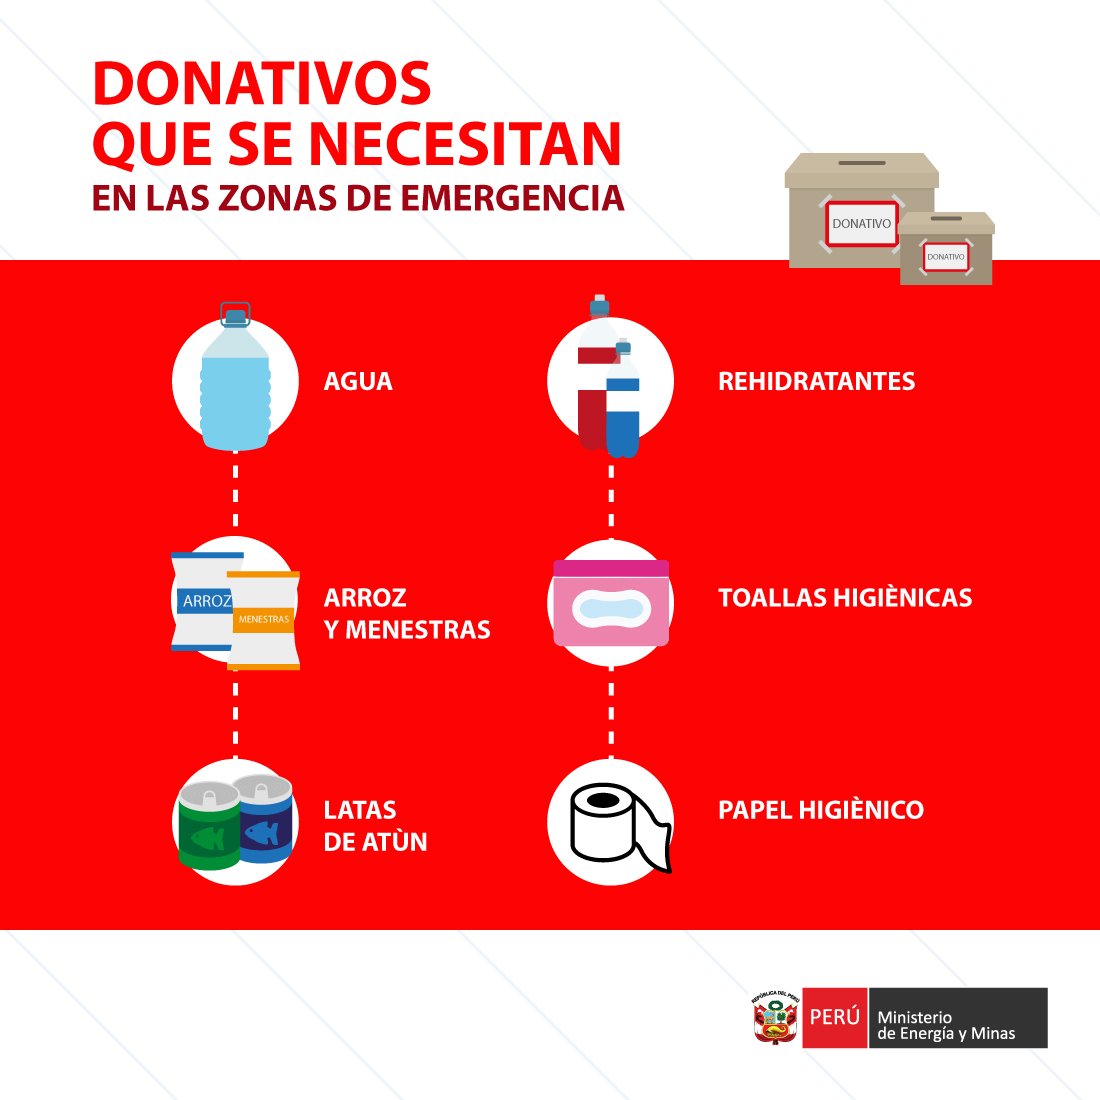 DONATIVOS
QUE SE NECESITAN
EN LAS ZONAS DE EMERGENCIA
DONATIVO
DONATIVO
AGUA
REHIDRATANTES
ARROZ
MENESTRAS
ARROZ
Y MENESTRAS
TOALLAS HIGIÈNICAS
LATAS
DE ATÙN
PAPEL HIGIÈNICO
REPÚBLICA DEL PERÚ
PERÚ
Ministerio
de Energía y Minas